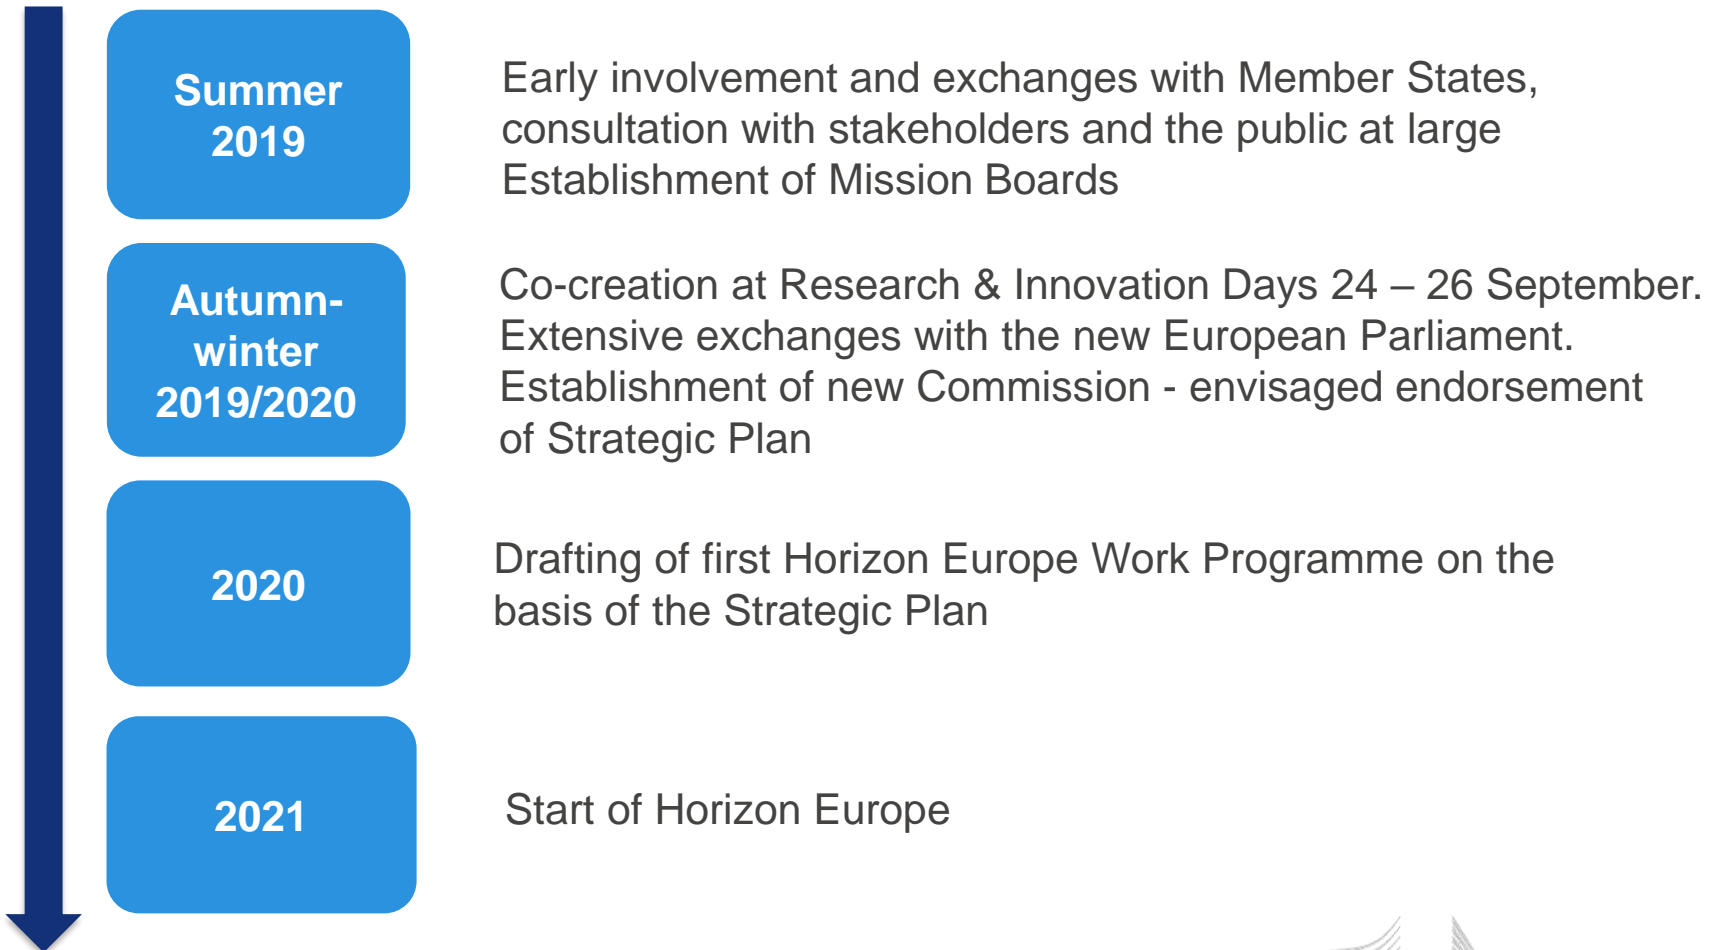 Summer
2019
Early involvement and exchanges with Member States,
consultation with stakeholders and the public at large
Establishment of Mission Boards
Autumn-
winter
2019/2020
Co-creation at Research & Innovation Days 24 – 26 September.
Extensive exchanges with the new European Parliament.
Establishment of new Commission - envisaged endorsement
of Strategic Plan
2020
Drafting of first Horizon Europe Work Programme on the
basis of the Strategic Plan
2021
Start of Horizon Europe